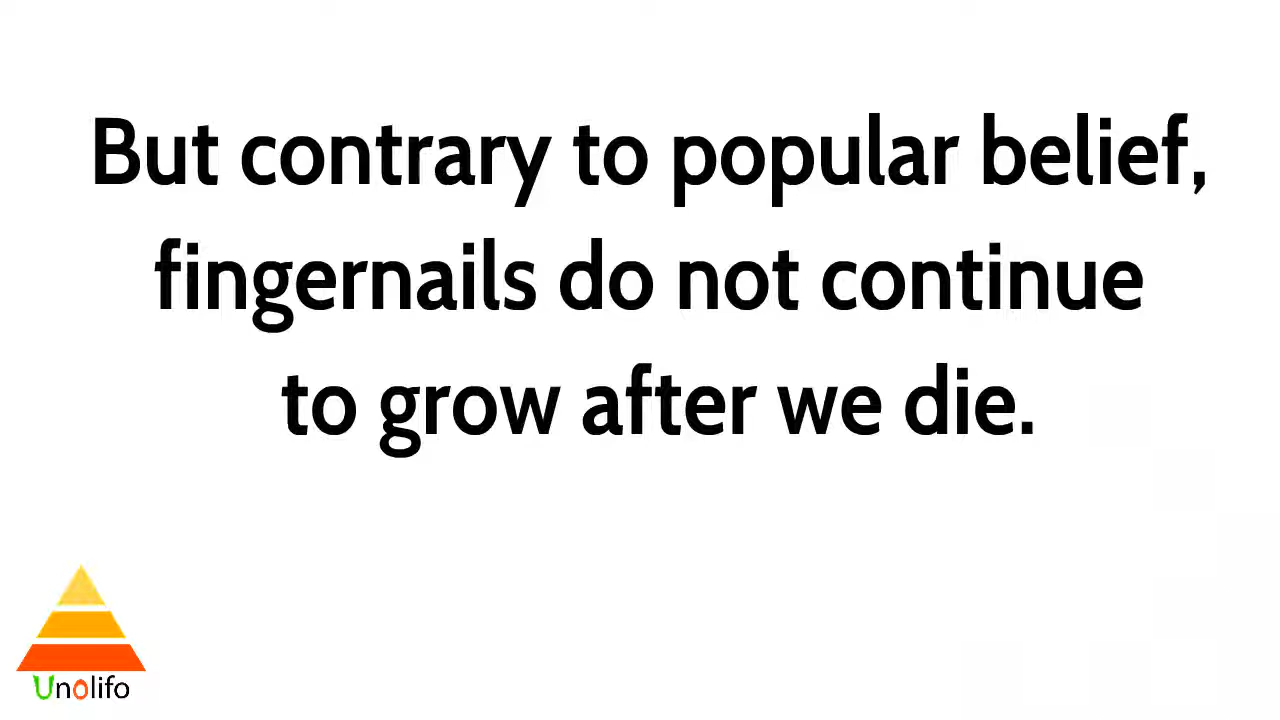 But contrary to popular belief,
fingernails do not continue
to grow after we die.
Unolifo